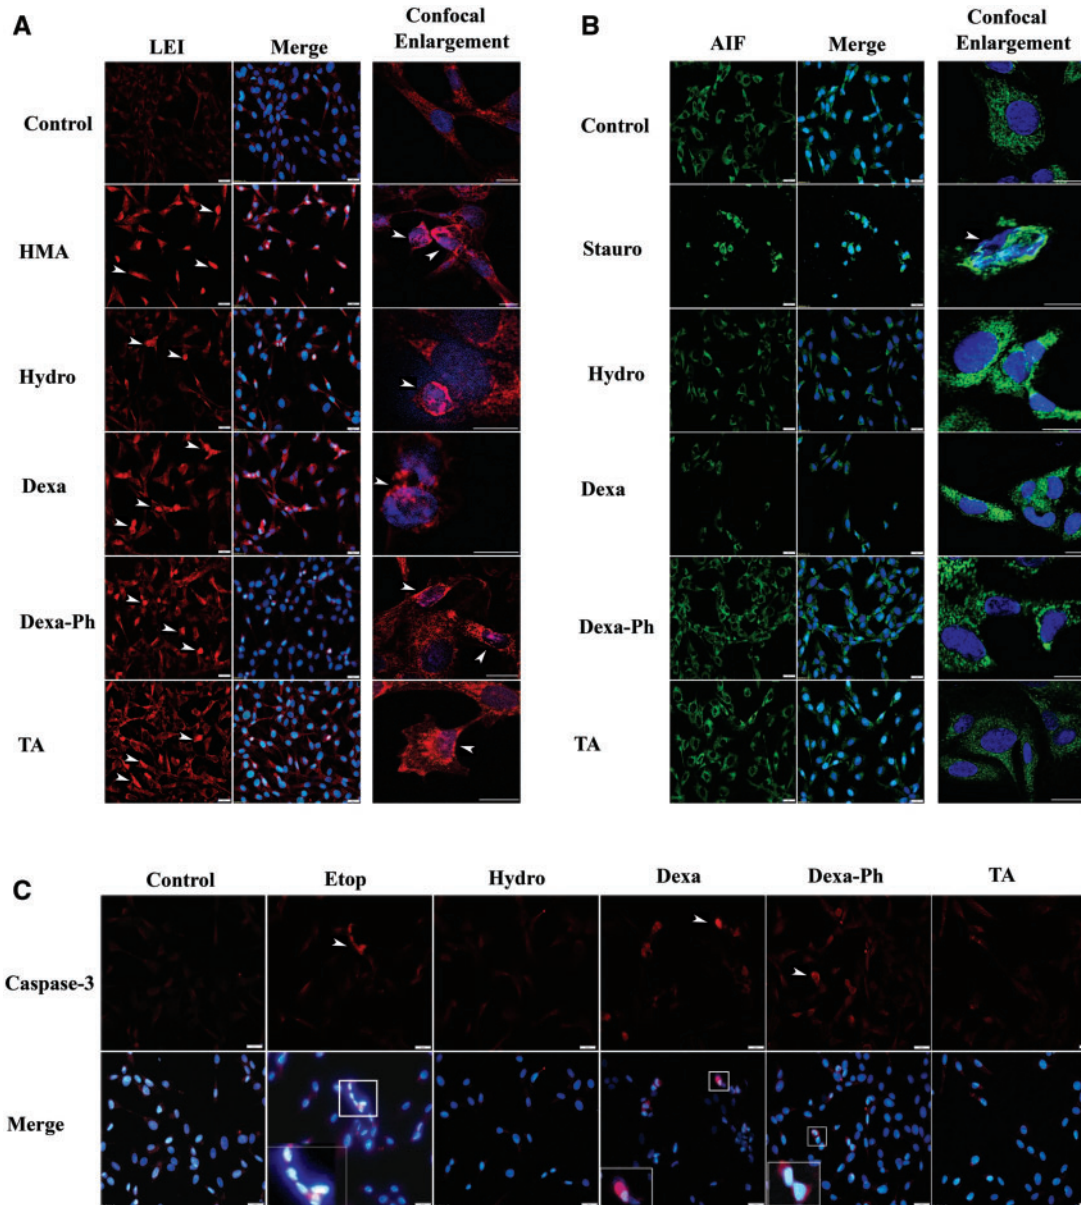 A
LEI
Merge
Confocal
Enlargement
Control
HMA
Hydro
Dexa
Dexa-Ph
TA
B
AIF
Merge
Confocal
Enlargement
Control
Stauro
Hydro
Dexa
Dexa-Ph
TA
C
Control
Etop
Hydro
Dexa
Dexa-Ph
TA
Caspase-3
Merge